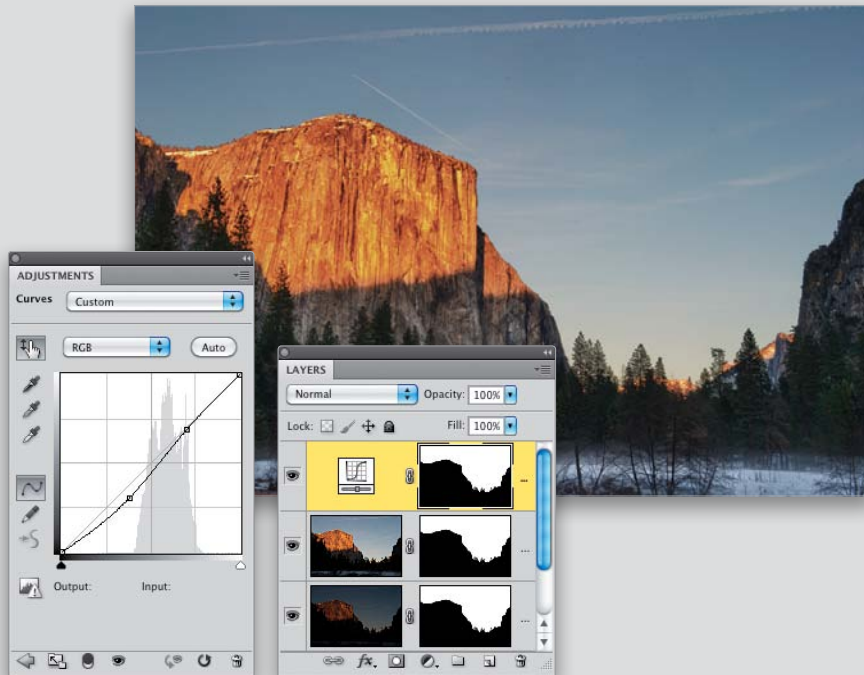 ADJUSTMENTS
Curves Custom
RGB Auto
Output: Input:
LAYERS
Normal Opacity: 100%
Lock: Fill: 100%
...
...
...
fx.